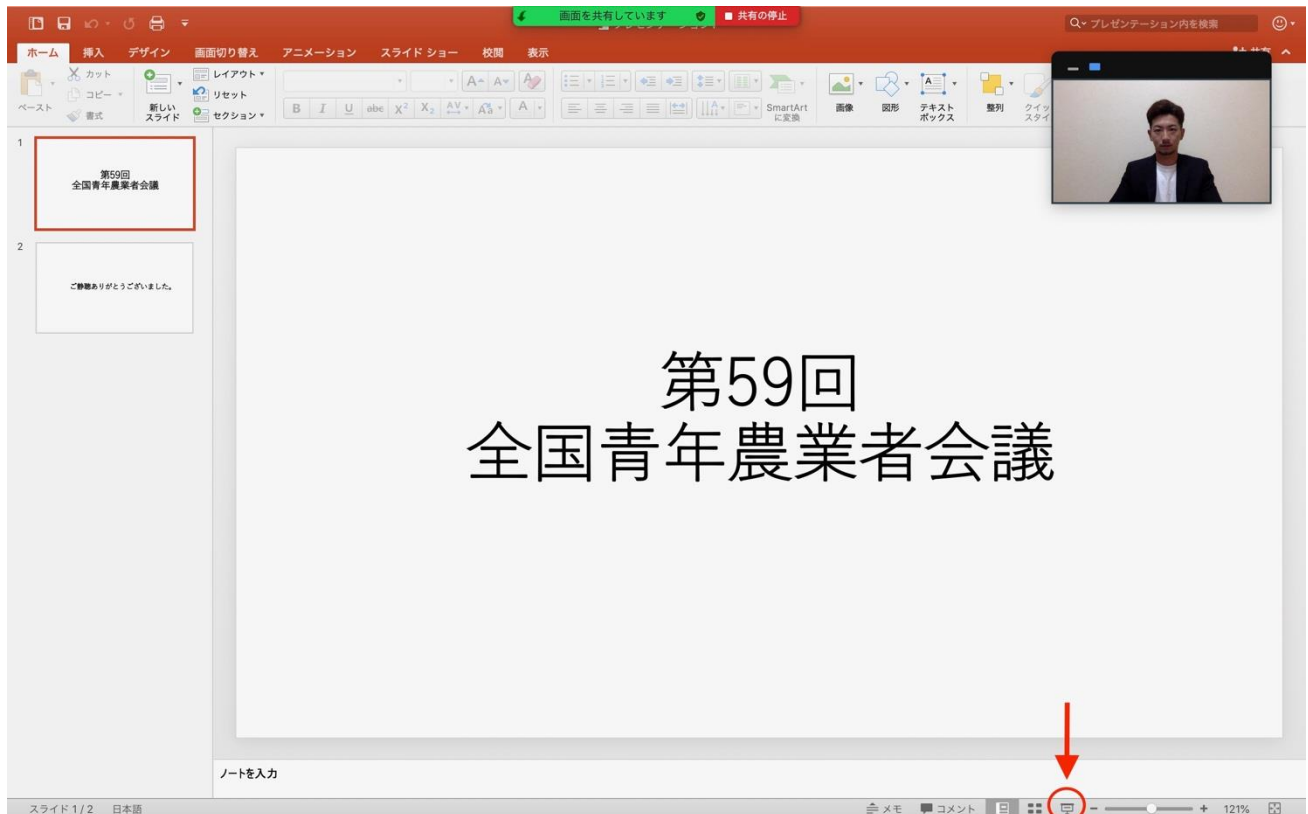 画面を共有しています
共有の停止
プレゼンテーション内を検索
ホーム 挿入 デザイン 画面切り替え アニメーション スライド ショー 校閲 表示
ペースト
カット
コピー
書式
新しい
スライド
レイアウト
リセット
セクション
B I U abc X² X₂ AV Aa A
SmartArt
に変換
画像
図形
テキスト
ボックス
整列
1
第59回
全国青年農業者会議
2
ご静聴ありがとうございました。
第59回
全国青年農業者会議
ノートを入力
スライド 1 / 2 日本語 メモ コメント 121%